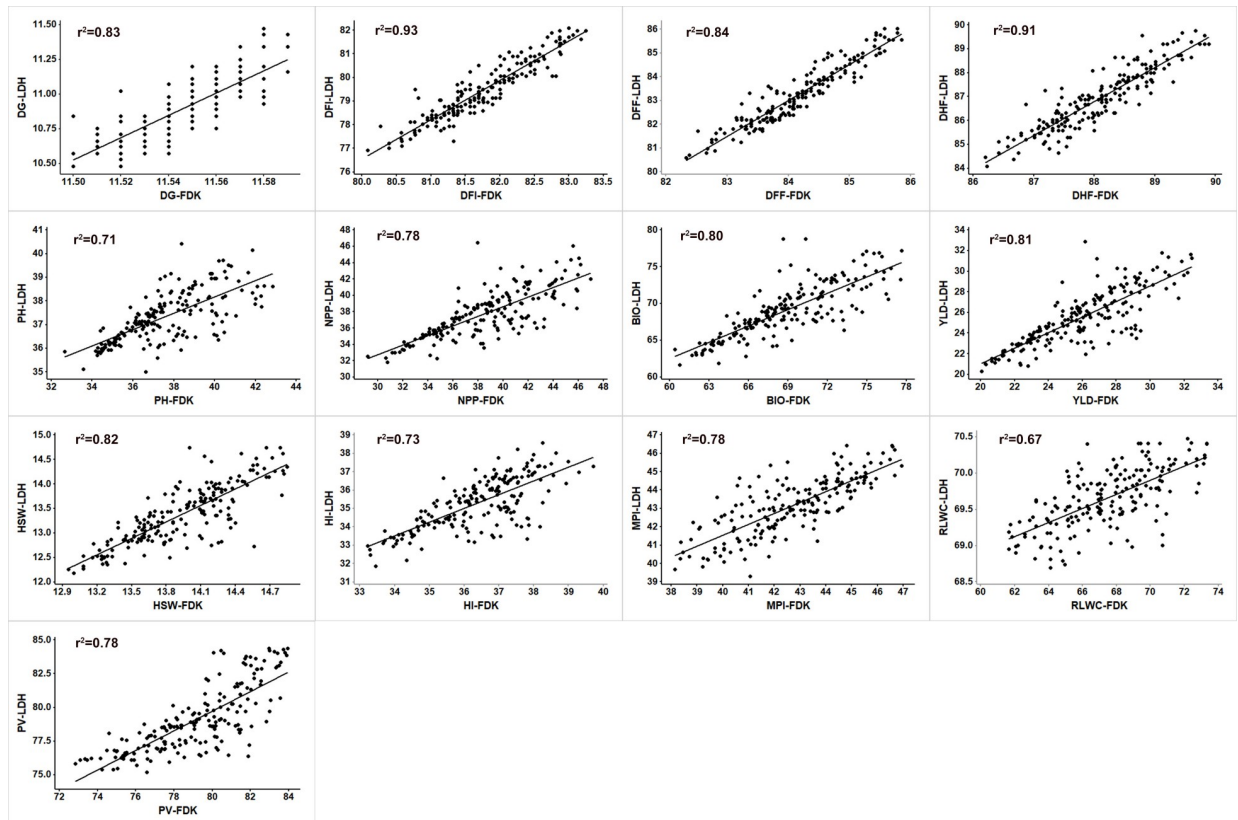 r²=0.83
DG-LDH
11.50
11.25
11.00
10.75
10.50
11.50 11.52 11.54 11.56 11.58
DG-FDK
r²=0.93
DFI-LDH
82
80
79
78
77
76
80.0 80.5 81.0 81.5 82.0 82.5 83.0 83.5
DFI-FDK
r²=0.84
DFF-LDH
86
85
84
83
82
81
80
82 83 84 85 86
DFF-FDK
r²=0.91
DHF-LDH
90
89
88
87
86
85
84
86 87 88 89 90
DHF-FDK
r²=0.71
PH-LDH
41
40
39
38
37
36
35
32 34 36 38 40 42 44
PH-FDK
r²=0.78
NPP-LDH
48
46
44
42
40
38
36
34
32
30
30 32 34 36 38 40 42 44 46 48
NPP-FDK
r²=0.80
BIO-LDH
80
75
70
65
60
60 63 66 69 72 75 78
BIO-FDK
r²=0.81
YLD-LDH
34
32
30
28
26
24
22
20
20 22 24 26 28 30 32 34
YLD-FDK
r²=0.82
HSW-LDH
15.0
14.5
14.0
13.5
13.0
12.5
12.0
12.9 13.2 13.5 13.8 14.1 14.4 14.7
HSW-FDK
r²=0.73
HI-LDH
39
38
37
36
35
34
33
32
31
33 34 35 36 37 38 39 40
HI-FDK
r²=0.78
MPI-LDH
47
46
45
44
43
42
41
40
39
38 39 40 41 42 43 44 45 46 47
MPI-FDK
r²=0.67
RLWC-LDH
70.5
70.0
69.5
69.0
68.5
60 62 64 66 68 70 72 74
RLWC-FDK
r²=0.78
PV-LDH
85.0
82.5
80.0
77.5
75.0
72 74 76 78 80 82 84
PV-FDK